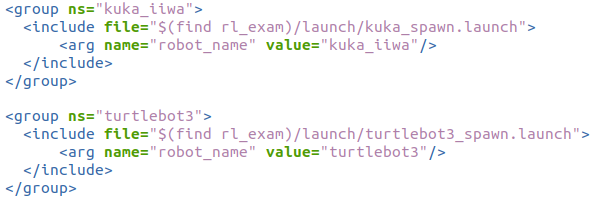 <group ns="kuka_iiwa">
  <include file="$(find rl_exam)/launch/kuka_spawn.launch">
      <arg name="robot_name" value="kuka_iiwa"/>
  </include>
</group>

<group ns="turtlebot3">
  <include file="$(find rl_exam)/launch/turtlebot3_spawn.launch">
      <arg name="robot_name" value="turtlebot3"/>
  </include>
</group>